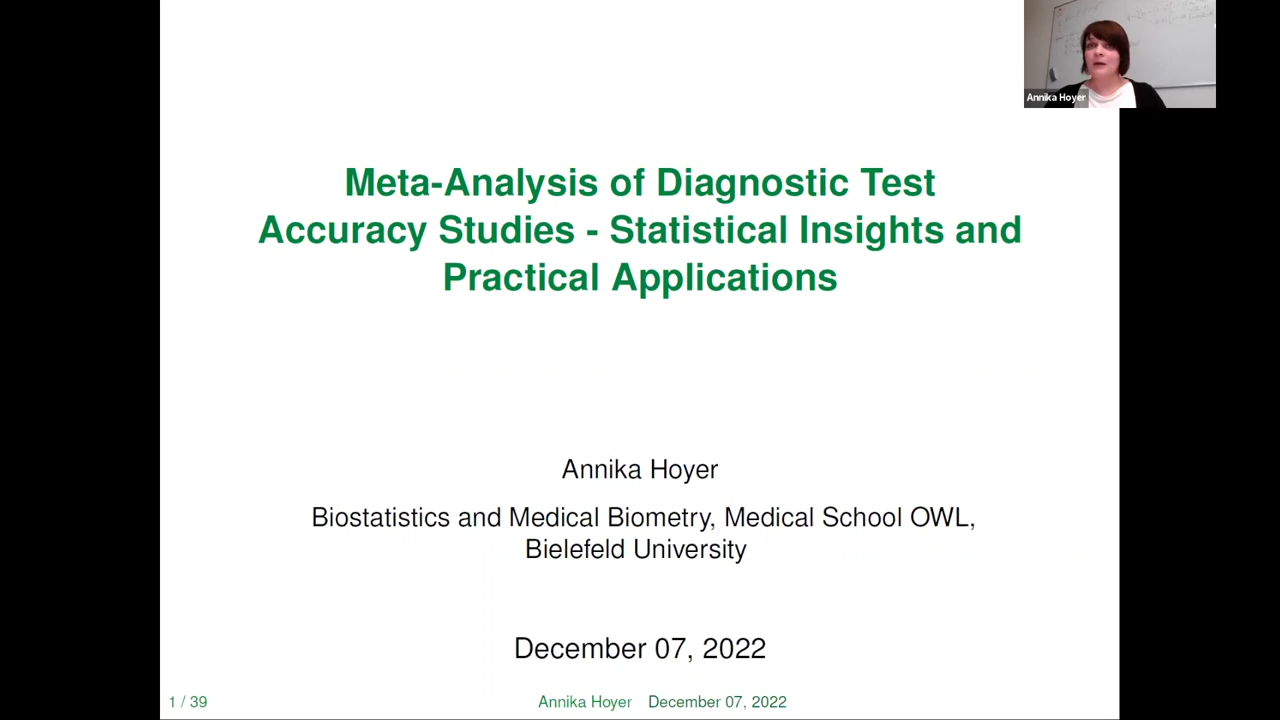 Annika Hoyer
Meta-Analysis of Diagnostic Test
Accuracy Studies - Statistical Insights and
Practical Applications
Annika Hoyer
Biostatistics and Medical Biometry, Medical School OWL,
Bielefeld University
December 07, 2022
1 / 39
Annika Hoyer December 07, 2022